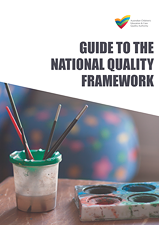 GUIDE TO THE
NATIONAL QUALITY
FRAMEWORK